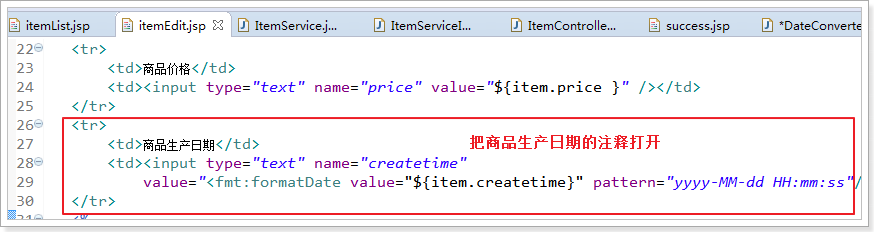 itemList.jsp itemEdit.jsp ItemService.j... ItemServiceI... ItemControlle... success.jsp *DateConverte
22 <tr>
23 <td>商品价格</td>
24 <td><input type="text" name="price" value="${item.price }" /></td>
25 </tr>
26 <tr>
27 <td>商品生产日期</td> 把商品生产日期的注释打开
28 <td><input type="text" name="createtime"
29 value="<fmt:formatDate value="${item.createtime}" pattern="yyyy-MM-dd HH:mm:ss"/
30 </tr>
31 <%